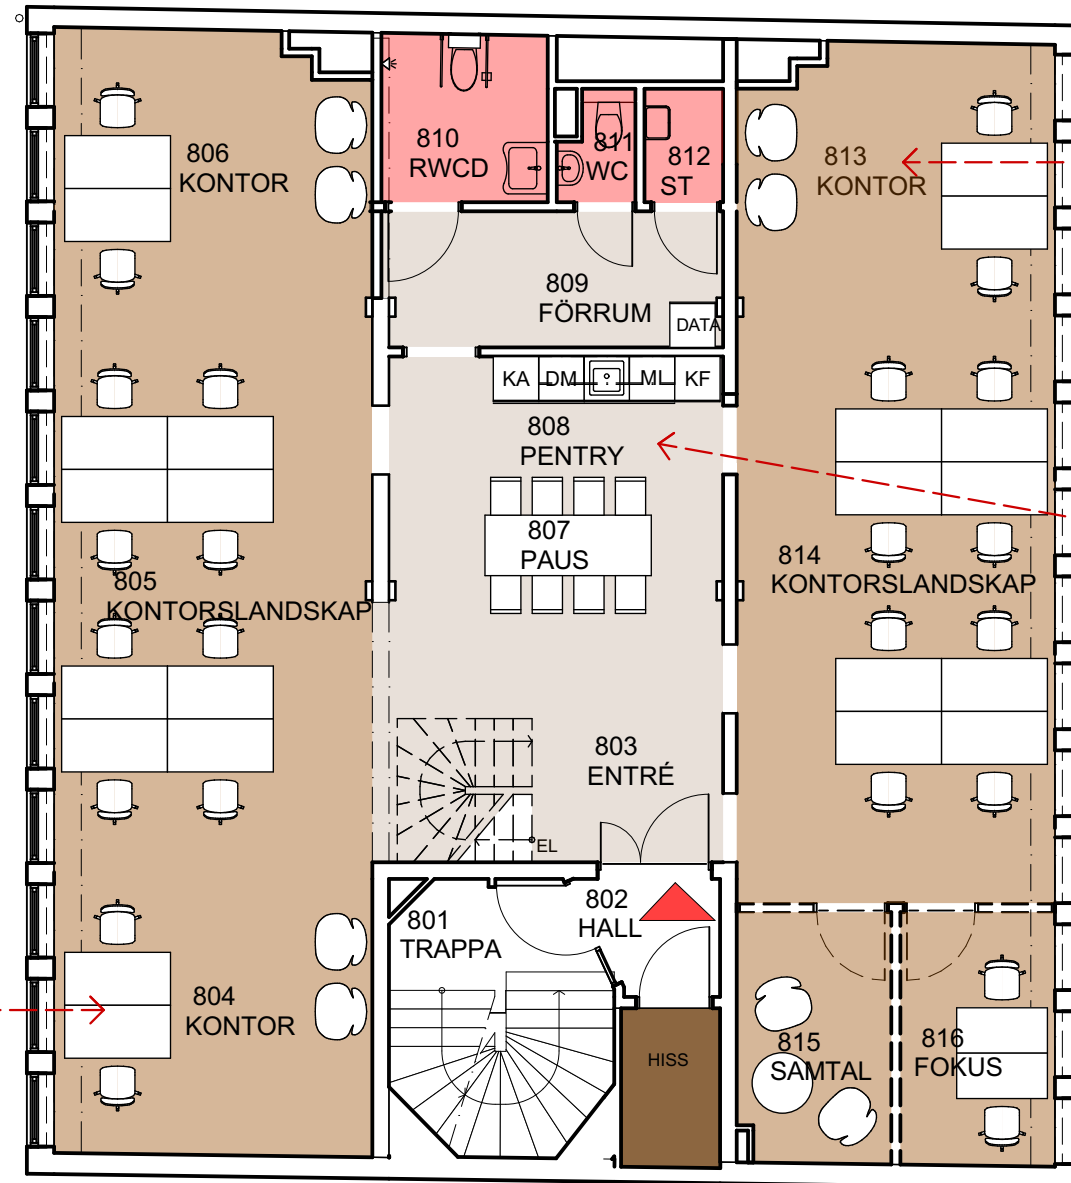 810
RWCD
811
WC
812
ST
806
KONTOR
813
KONTOR
809
FÖRRUM
DATA
KA
DM
ML
KF
808
PENTRY
807
PAUS
805
KONTORSLANDSKAP
814
KONTORSLANDSKAP
803
ENTRÉ
EL
801
TRAPPA
802
HALL
804
KONTOR
HISS
815
SAMTAL
816
FOKUS